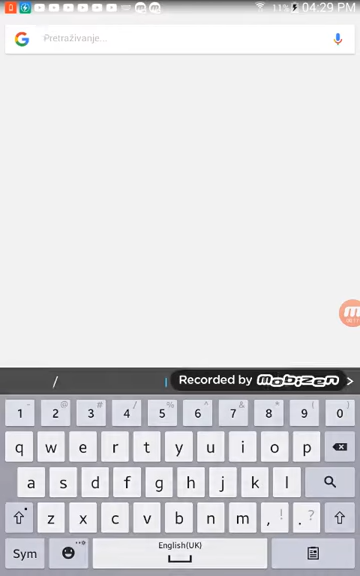 11% 04:29 PM
G Pretraživanje...
/
Recorded by mobizen
1 - 2 @ 3 # 4 / 5 % 6 ^ 7 & 8 * 9 ( 0 )
q w e r t y u i o p
a s d f g h j k l
z x c v b n m , ! . ?
Sym English(UK)